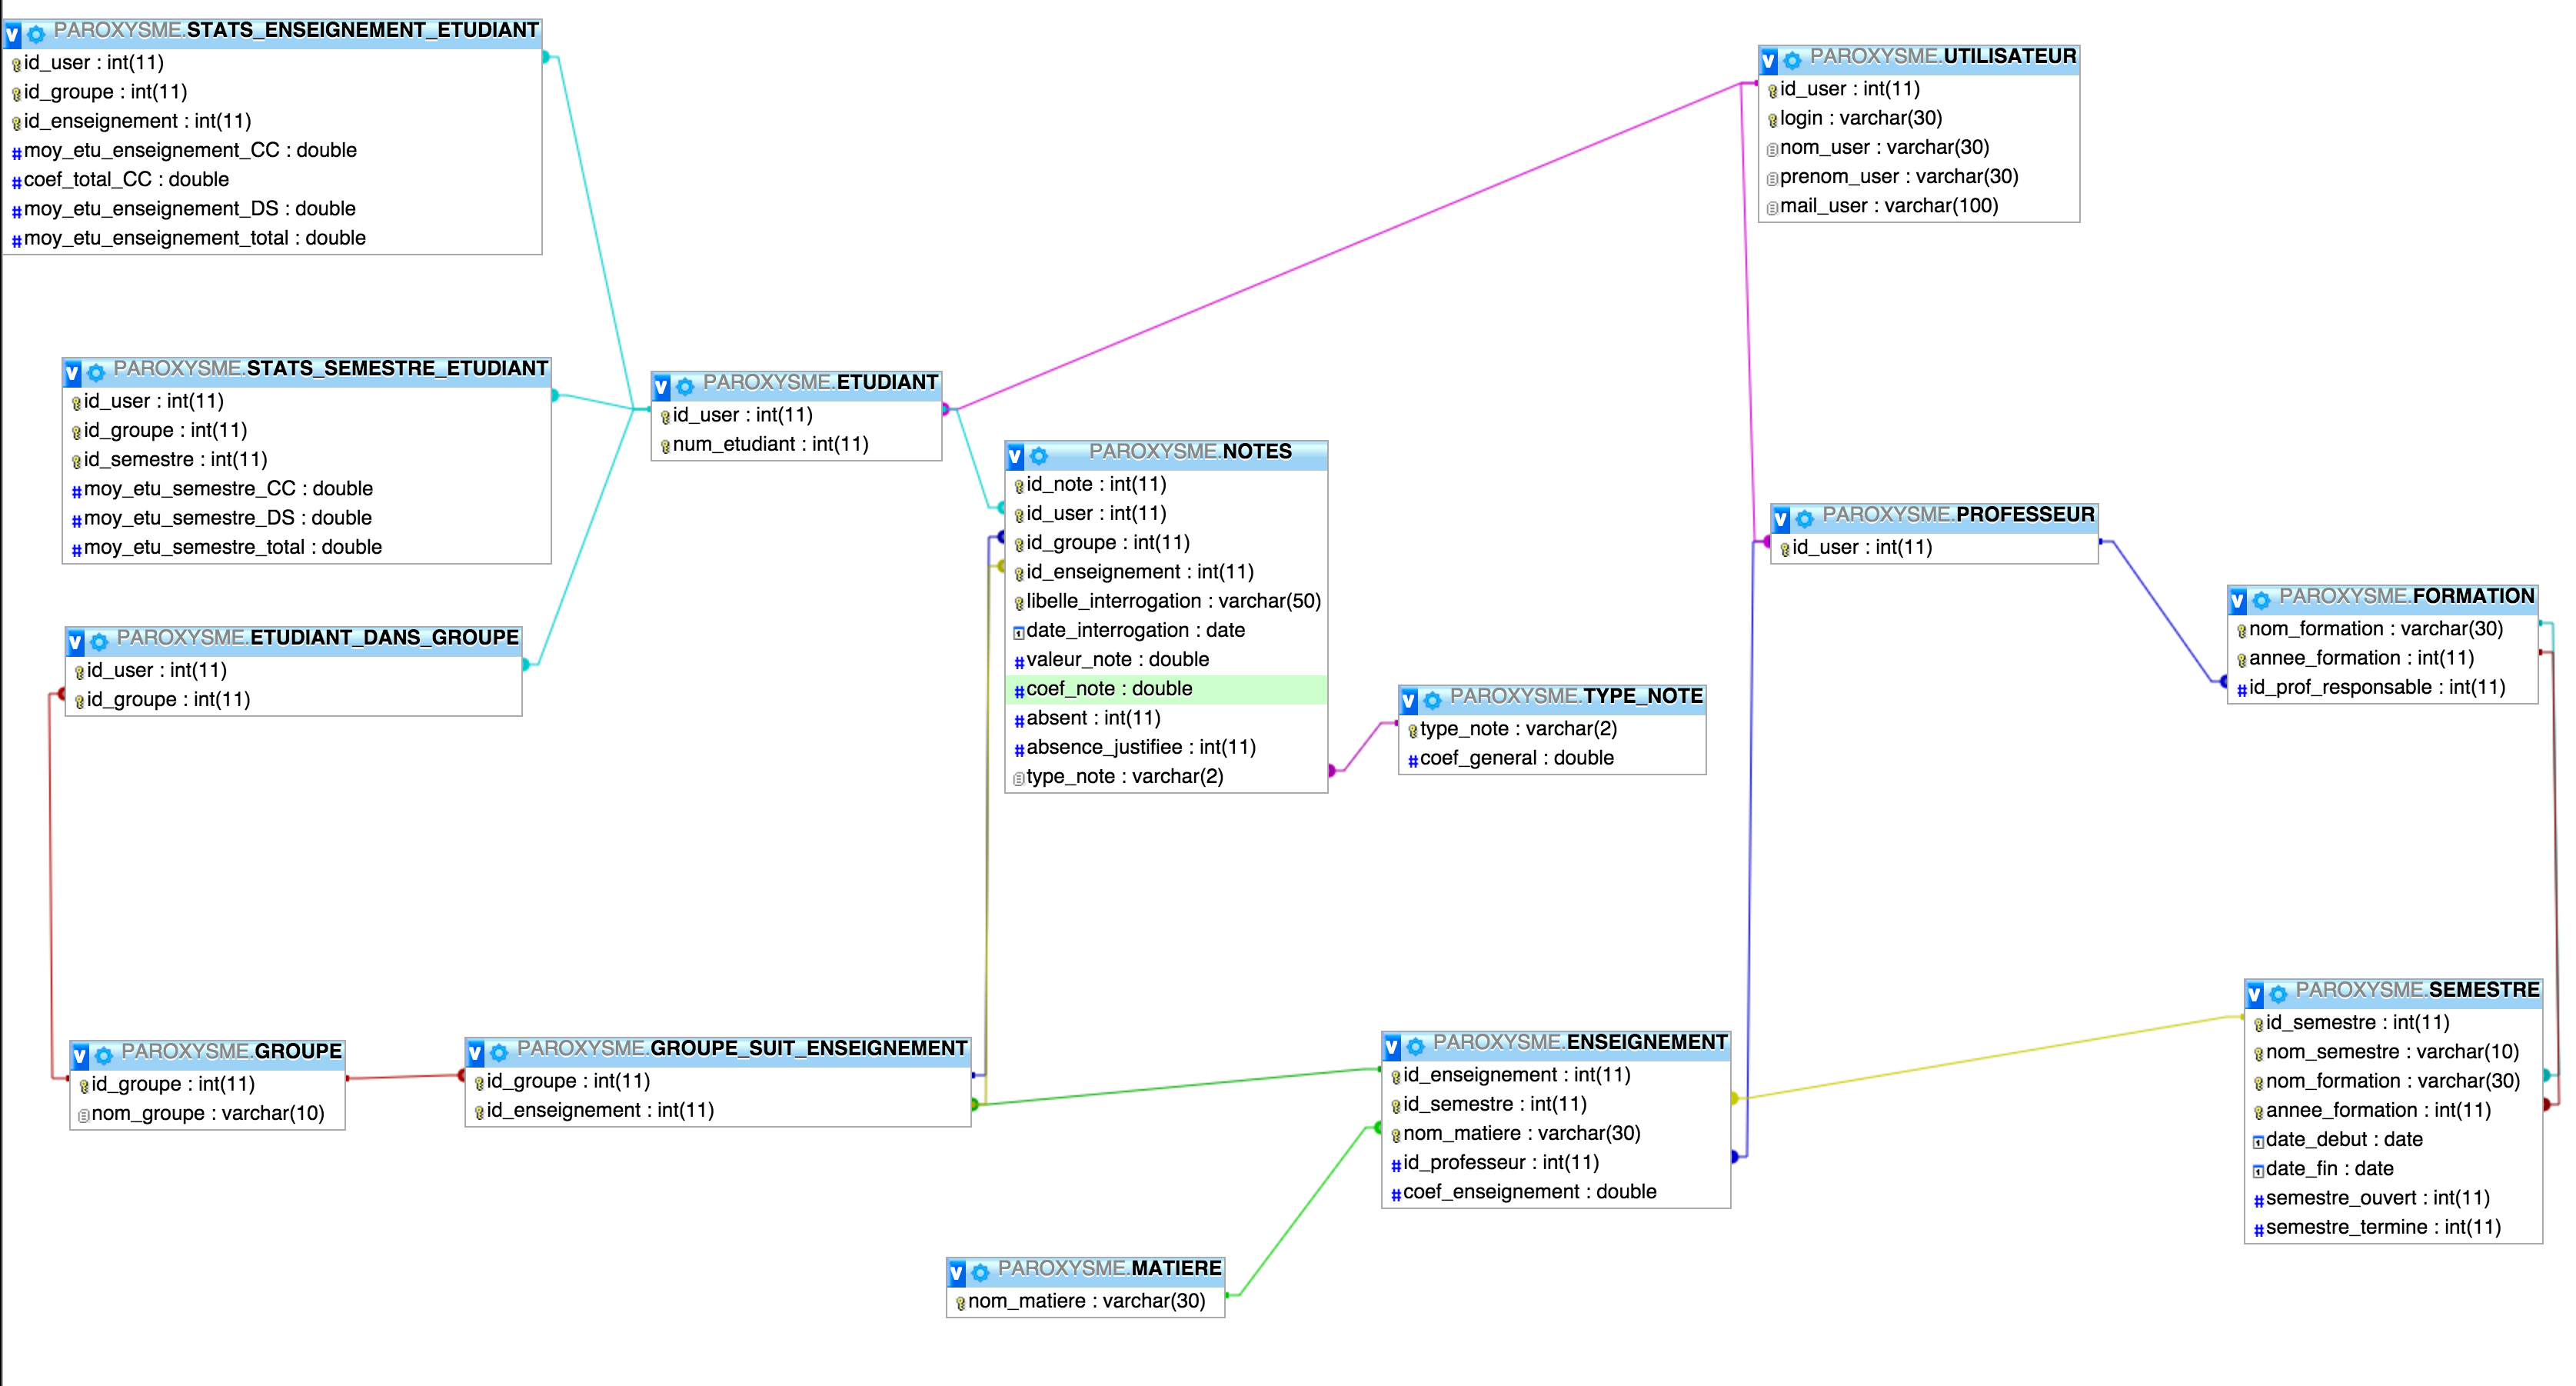 PAROXYSME.STATS_ENSEIGNEMENT_ETUDIANT
id_user : int(11)
id_groupe : int(11)
id_enseignement : int(11)
moy_etu_enseignement_CC : double
coef_total_CC : double
moy_etu_enseignement_DS : double
moy_etu_enseignement_total : double
PAROXYSME.UTILISATEUR
id_user : int(11)
login : varchar(30)
nom_user : varchar(30)
prenom_user : varchar(30)
mail_user : varchar(100)
PAROXYSME.STATS_SEMESTRE_ETUDIANT
id_user : int(11)
id_groupe : int(11)
id_semestre : int(11)
moy_etu_semestre_CC : double
moy_etu_semestre_DS : double
moy_etu_semestre_total : double
PAROXYSME.ETUDIANT
id_user : int(11)
num_etudiant : int(11)
PAROXYSME.NOTES
id_note : int(11)
id_user : int(11)
id_groupe : int(11)
id_enseignement : int(11)
libelle_interrogation : varchar(50)
date_interrogation : date
valeur_note : double
coef_note : double
absent : int(11)
absence_justifiee : int(11)
type_note : varchar(2)
PAROXYSME.PROFESSEUR
id_user : int(11)
PAROXYSME.FORMATION
nom_formation : varchar(30)
annee_formation : int(11)
id_prof_responsable : int(11)
PAROXYSME.ETUDIANT_DANS_GROUPE
id_user : int(11)
id_groupe : int(11)
PAROXYSME.TYPE_NOTE
type_note : varchar(2)
coef_general : double
PAROXYSME.GROUPE
id_groupe : int(11)
nom_groupe : varchar(10)
PAROXYSME.GROUPE_SUIT_ENSEIGNEMENT
id_groupe : int(11)
id_enseignement : int(11)
PAROXYSME.ENSEIGNEMENT
id_enseignement : int(11)
id_semestre : int(11)
nom_matiere : varchar(30)
id_professeur : int(11)
coef_enseignement : double
PAROXYSME.SEMESTRE
id_semestre : int(11)
nom_semestre : varchar(10)
nom_formation : varchar(30)
annee_formation : int(11)
date_debut : date
date_fin : date
semestre_ouvert : int(11)
semestre_termine : int(11)
PAROXYSME.MATIERE
nom_matiere : varchar(30)